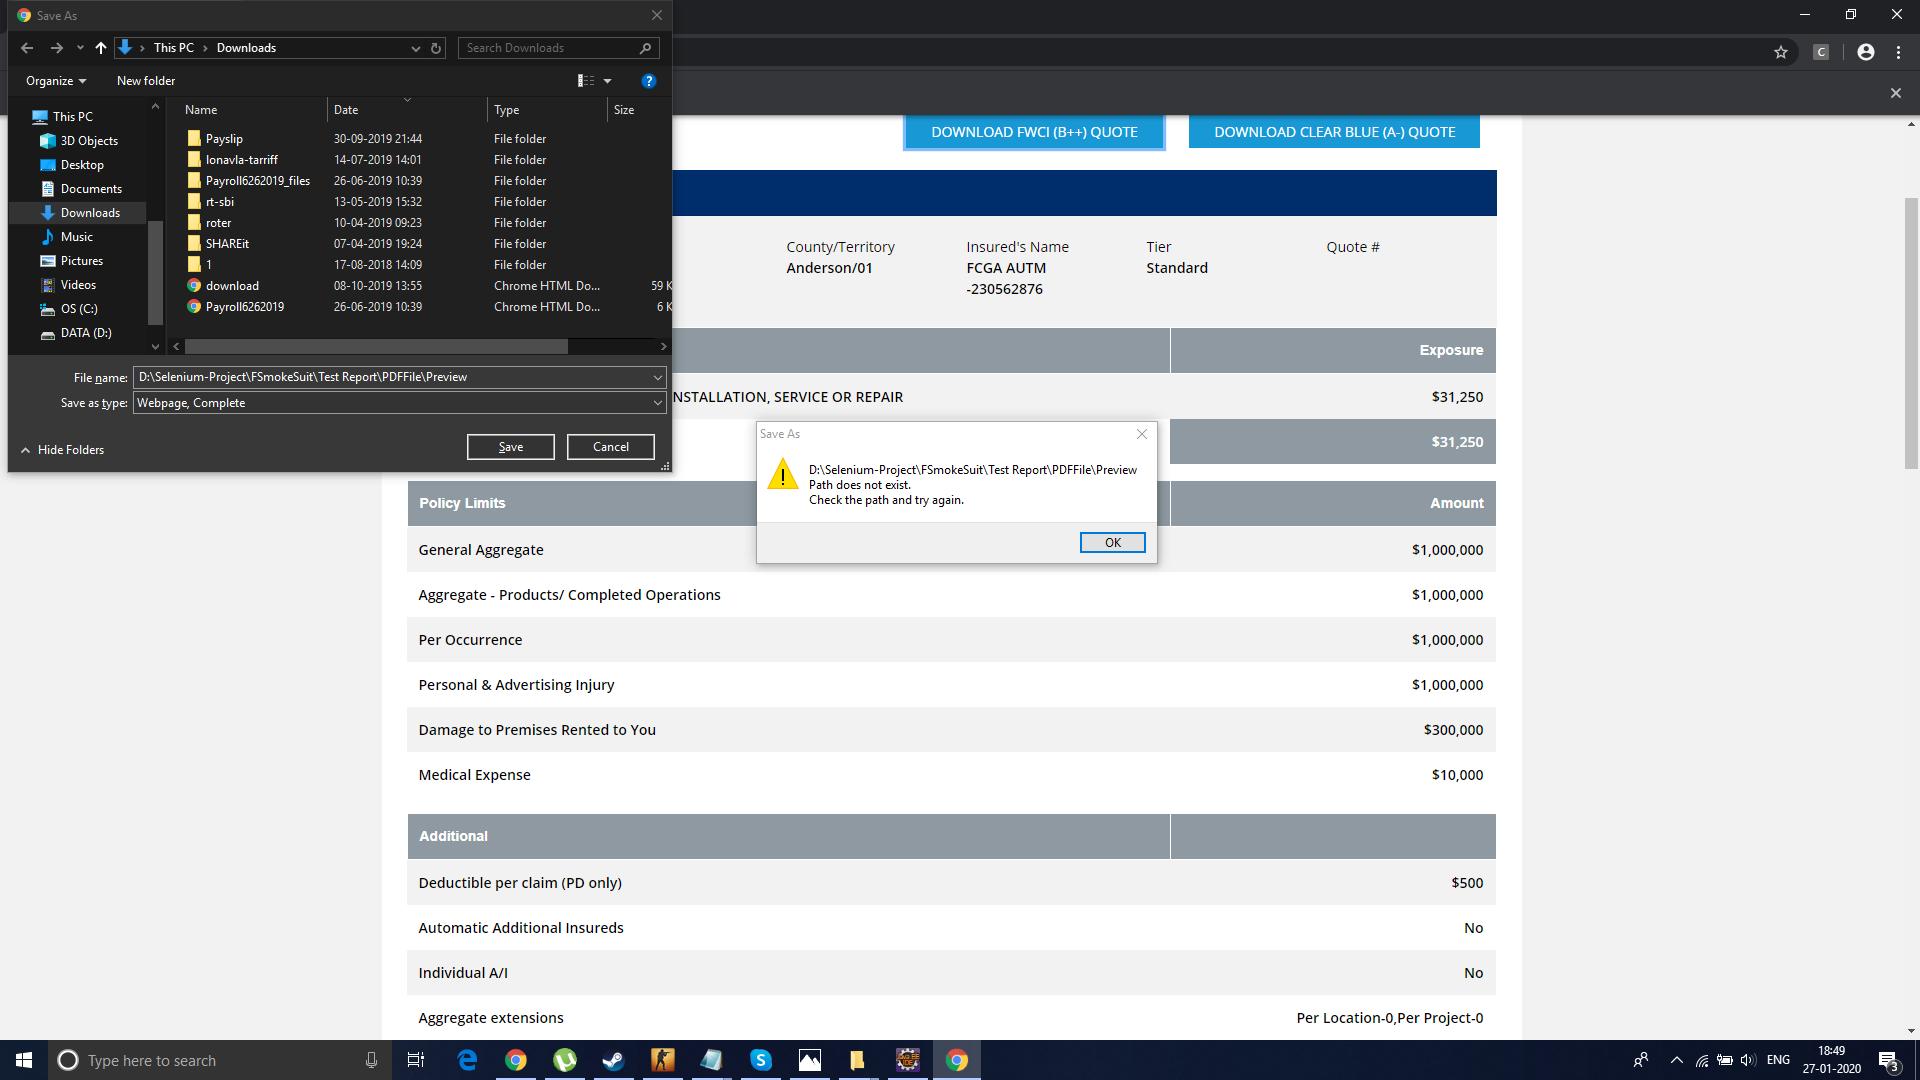 Save As
This PC
Downloads
Search Downloads
Organize
New folder
This PC
3D Objects
Desktop
Documents
Downloads
Music
Pictures
Videos
OS (C:)
DATA (D:)
Name Date Type Size
Payslip 30-09-2019 21:44 File folder
lonavla-tarriff 14-07-2019 14:01 File folder
Payroll6262019_files 26-06-2019 10:39 File folder
rt-sbi 13-05-2019 15:32 File folder
roter 10-04-2019 09:23 File folder
SHAREit 07-04-2019 19:24 File folder
1 17-08-2018 14:09 File folder
download 08-10-2019 13:55 Chrome HTML Do... 59 K
Payroll6262019 26-06-2019 10:39 Chrome HTML Do... 6 K
File name: D:\Selenium-Project\FSmokeSuit\Test Report\PDFFile\Preview
Save as type: Webpage, Complete
Hide Folders
Save
Cancel
C
DOWNLOAD FWCI (B++) QUOTE
DOWNLOAD CLEAR BLUE (A-) QUOTE
County/Territory Insured's Name Tier Quote #
Anderson/01 FCGA AUTM Standard
-230562876
Exposure
NSTALLATION, SERVICE OR REPAIR $31,250
$31,250
Save As
D:\Selenium-Project\FSmokeSuit\Test Report\PDFFile\Preview
Path does not exist.
Check the path and try again.
OK
Policy Limits Amount
General Aggregate $1,000,000
Aggregate - Products/ Completed Operations $1,000,000
Per Occurrence $1,000,000
Personal & Advertising Injury $1,000,000
Damage to Premises Rented to You $300,000
Medical Expense $10,000
Additional
Deductible per claim (PD only) $500
Automatic Additional Insureds No
Individual A/I No
Aggregate extensions Per Location-0,Per Project-0
Type here to search
ENG
18:49
27-01-2020
3